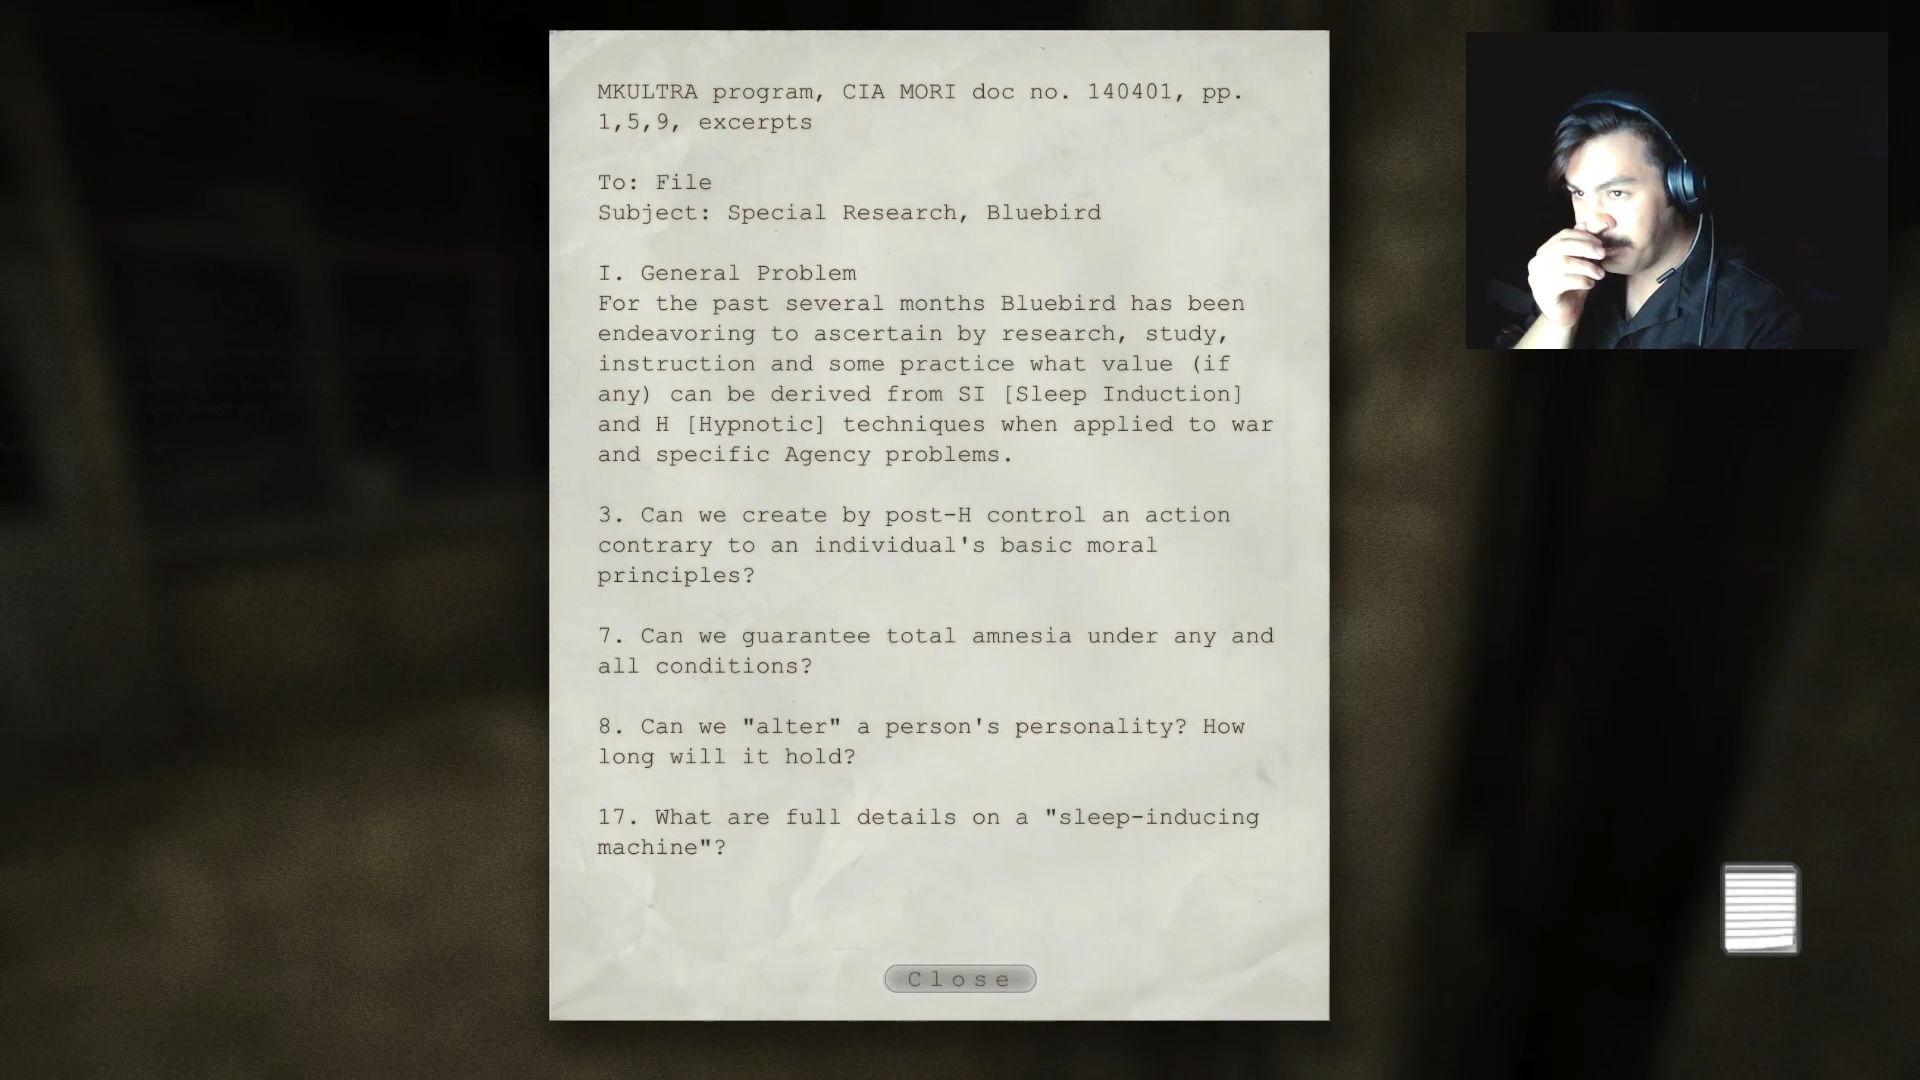 MKULTRA program, CIA MORI doc no. 140401, pp.
1,5,9, excerpts
To: File
Subject: Special Research, Bluebird
I. General Problem
For the past several months Bluebird has been
endeavoring to ascertain by research, study,
instruction and some practice what value (if
any) can be derived from SI [Sleep Induction]
and H [Hypnotic] techniques when applied to war
and specific Agency problems.
3. Can we create by post-H control an action
contrary to an individual's basic moral
principles?
7. Can we guarantee total amnesia under any and
all conditions?
8. Can we "alter" a person's personality? How
long will it hold?
17. What are full details on a "sleep-inducing
machine"?
Close